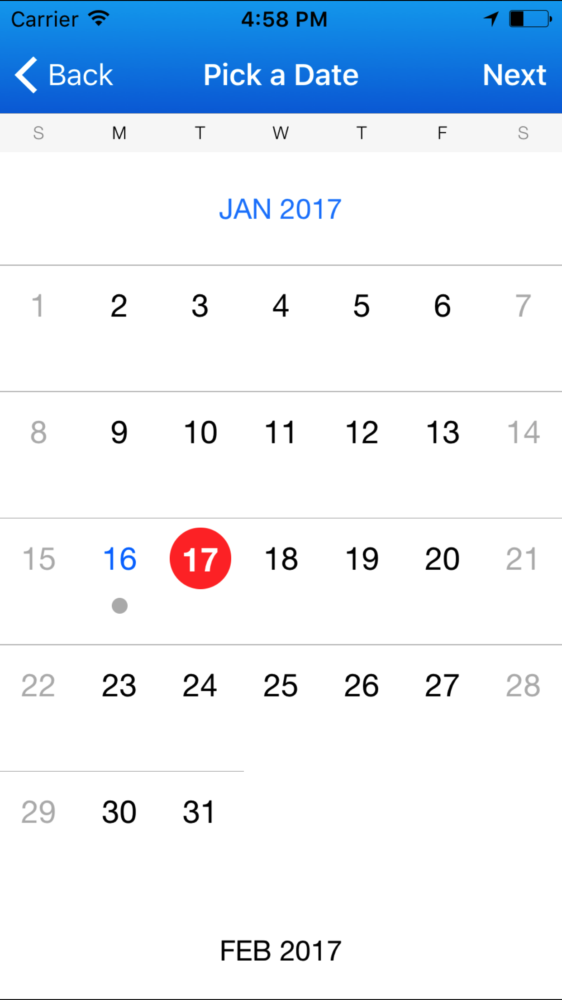 Carrier 4:58 PM
Back Pick a Date Next
S M T W T F S
JAN 2017
1 2 3 4 5 6 7
8 9 10 11 12 13 14
15 16 17 18 19 20 21
22 23 24 25 26 27 28
29 30 31
FEB 2017